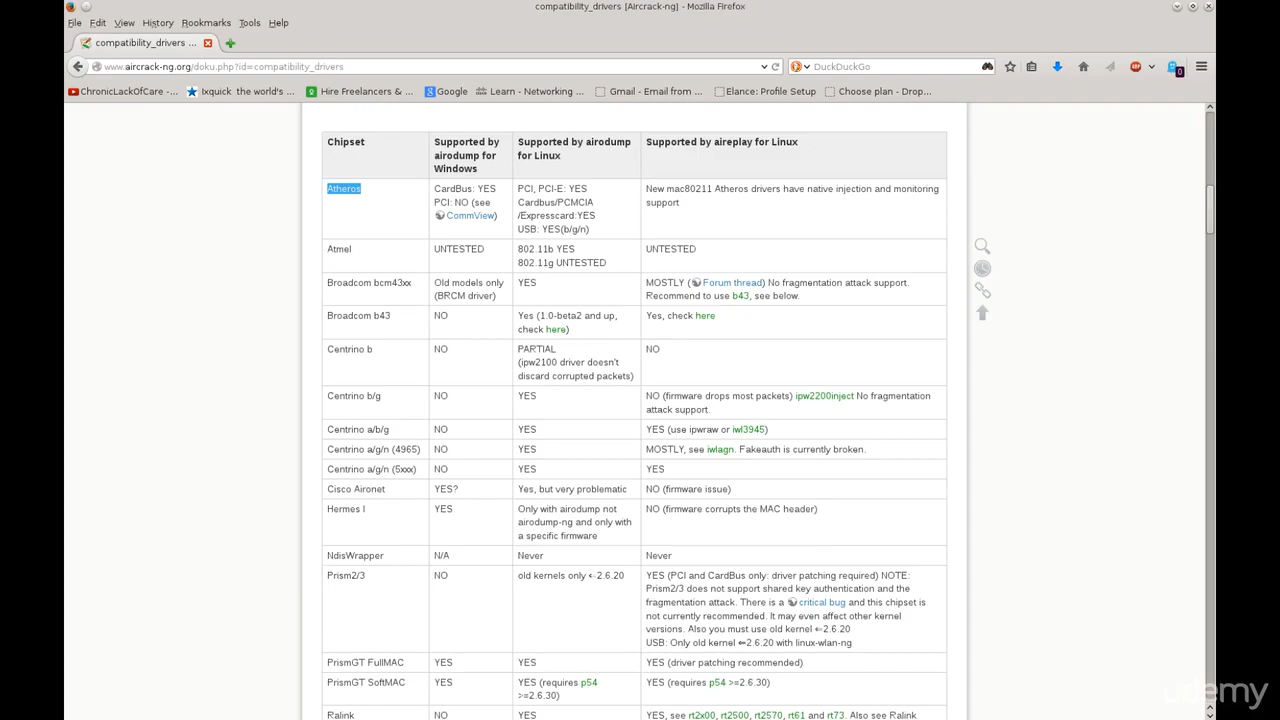 compatibility_drivers [Aircrack-ng] - Mozilla Firefox
File Edit View History Bookmarks Tools Help
compatibility_drivers ...
www.aircrack-ng.org/doku.php?id=compatibility_drivers
DuckDuckGo
0
ChronicLackOfCare -... Ixquick the world's ... Hire Freelancers & ... Google Learn - Networking ... Gmail - Email from ... Elance: Profile Setup Choose plan - Drop...
Chipset
Supported by
airodump for
Windows
Supported by airodump
for Linux
Supported by aireplay for Linux
Atheros
CardBus: YES
PCI: NO (see
CommView)
PCI, PCI-E: YES
Cardbus/PCMCIA
/Expresscard:YES
USB: YES(b/g/n)
New mac80211 Atheros drivers have native injection and monitoring
support
Atmel
UNTESTED
802.11b YES
802.11g UNTESTED
UNTESTED
Broadcom bcm43xx
Old models only
(BRCM driver)
YES
MOSTLY (Forum thread) No fragmentation attack support.
Recommend to use b43, see below.
Broadcom b43
NO
Yes (1.0-beta2 and up,
check here)
Yes, check here
Centrino b
NO
PARTIAL
(ipw2100 driver doesn't
discard corrupted packets)
NO
Centrino b/g
NO
YES
NO (firmware drops most packets) ipw2200inject No fragmentation
attack support.
Centrino a/b/g
NO
YES
YES (use ipwraw or iwl3945)
Centrino a/g/n (4965)
NO
YES
MOSTLY, see iwlagn. Fakeauth is currently broken.
Centrino a/g/n (5xxx)
NO
YES
YES
Cisco Aironet
YES?
Yes, but very problematic
NO (firmware issue)
Hermes I
YES
Only with airodump not
airodump-ng and only with
a specific firmware
NO (firmware corrupts the MAC header)
NdisWrapper
N/A
Never
Never
Prism2/3
NO
old kernels only ⇐2.6.20
YES (PCI and CardBus only: driver patching required) NOTE:
Prism2/3 does not support shared key authentication and the
fragmentation attack. There is a critical bug and this chipset is
not currently recommended. It may even affect other kernel
versions. Also you must use old kernel ⇐2.6.20
USB: Only old kernel ⇐2.6.20 with linux-wlan-ng
PrismGT FullMAC
YES
YES
YES (driver patching recommended)
PrismGT SoftMAC
YES
YES (requires p54
>=2.6.30)
YES (requires p54 >=2.6.30)
Ralink
NO
YES
YES, see rt2x00, rt2500, rt2570, rt61 and rt73. Also see Ralink
udemy